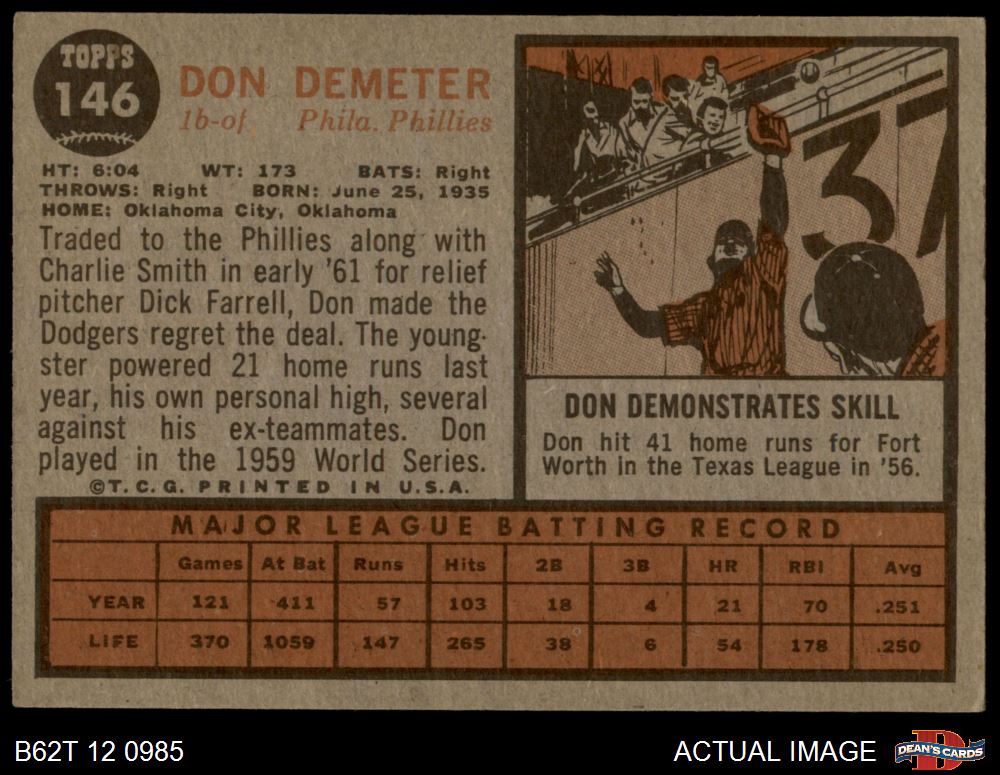 TOPPS
146
DON DEMETER
1b-of Phila. Phillies
HT: 6:04 WT: 173 BATS: Right
THROWS: Right BORN: June 25, 1935
HOME: Oklahoma City, Oklahoma
Traded to the Phillies along with
Charlie Smith in early '61 for relief
pitcher Dick Farrell, Don made the
Dodgers regret the deal. The young-
ster powered 21 home runs last
year, his own personal high, several
against his ex-teammates. Don
played in the 1959 World Series.
©T.C.G. PRINTED IN U.S.A.
37
DON DEMONSTRATES SKILL
Don hit 41 home runs for Fort
Worth in the Texas League in '56.
MAJOR LEAGUE BATTING RECORD
Games At Bat Runs Hits 2B 3B HR RBI Avg
YEAR 121 411 57 103 18 4 21 70 .251
LIFE 370 1059 147 265 38 6 54 178 .250
B62T 12 0985
ACTUAL IMAGE
D
DEAN'S CARDS